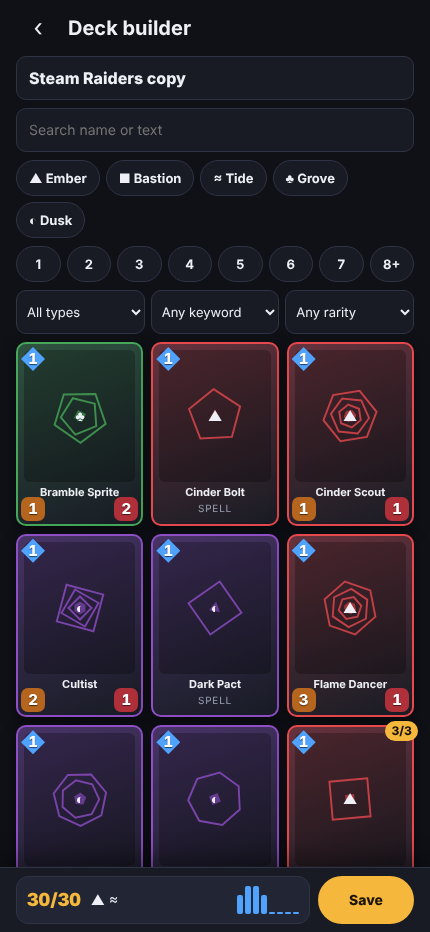 ‹ Deck builder
Steam Raiders copy
Search name or text
▲ Ember ■ Bastion ≈ Tide ♣ Grove
◖ Dusk
1 2 3 4 5 6 7 8+
All types Any keyword Any rarity
1 1 1
Bramble Sprite Cinder Bolt Cinder Scout
SPELL
1 2 1 1
1 1 1
Cultist Dark Pact Flame Dancer
SPELL
2 1 3 1
3/3
1 1 1
30/30 ▲ ≈ Save